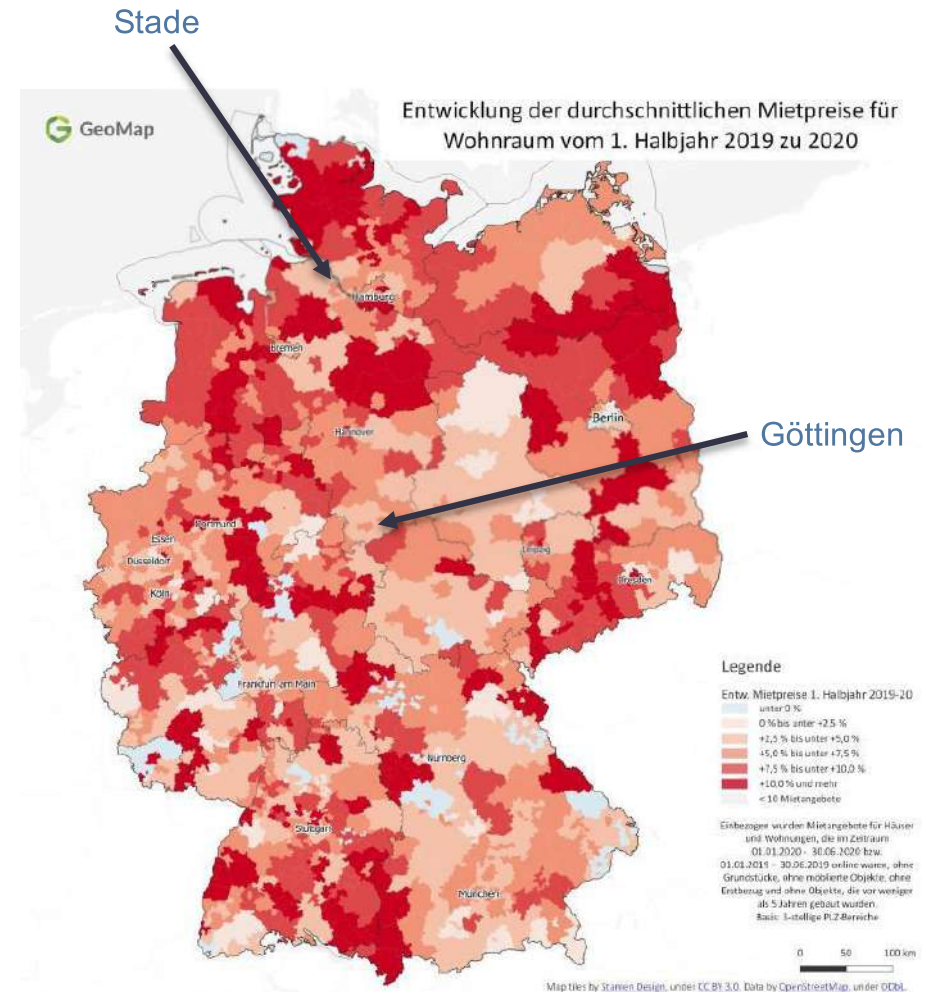 Stade
GeoMap
Entwicklung der durchschnittlichen Mietpreise für
Wohnraum vom 1. Halbjahr 2019 zu 2020
Hamburg
Bremen
Berlin
Hannover
Göttingen
Dortmund
Essen
Düsseldorf
Leipzig
Köln
Dresden
Frankfurt am Main
Nürnberg
Stuttgart
München
Legende
Entw. Mietpreise 1. Halbjahr 2019-20
unter 0 %
0 % bis unter +2,5 %
+2,5 % bis unter +5,0 %
+5,0 % bis unter +7,5 %
+7,5 % bis unter +10,0 %
+10,0 % und mehr
< 10 Mietangebote
Einbezogen wurden Mietangebote für Häuser
und Wohnungen, die im Zeitraum
01.01.2020 - 30.06.2020 bzw.
01.01.2019 - 30.06.2019 online waren, ohne
Grundstücke, ohne möblierte Objekte, ohne
Erstbezug und ohne Objekte, die vor weniger
als 5 Jahren gebaut wurden.
Basis: 3-stellige PLZ-Bereiche
0 50 100 km
Map tiles by Stamen Design, under CC BY 3.0. Data by OpenStreetMap, under ODbL.